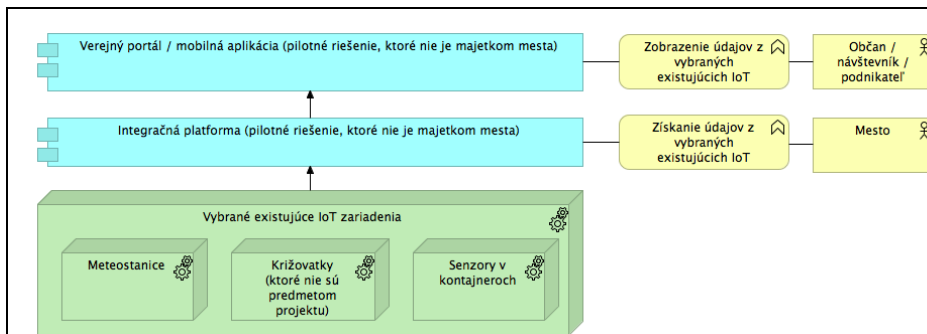 Verejný portál / mobilná aplikácia (pilotné riešenie, ktoré nie je majetkom mesta)
Zobrazenie údajov z
vybraných
existujúcich IoT
Občan /
návštevník /
podnikateľ
Integračná platforma (pilotné riešenie, ktoré nie je majetkom mesta)
Získanie údajov z
vybraných
existujúcich IoT
Mesto
Vybrané existujúce IoT zariadenia
Meteostanice
Križovatky
(ktoré nie sú
predmetom
projektu)
Senzory v
kontajneroch